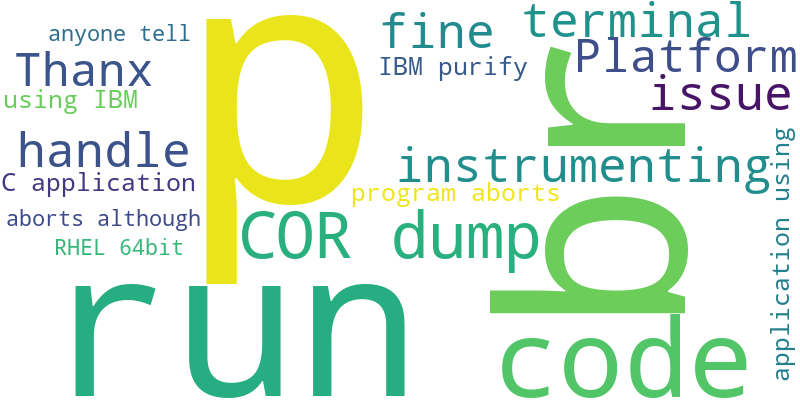 anyone tell
fine
terminal
Thanx
IBM purify
Platform
using IBM
p
issue
br
handle
instrumenting
C application
program aborts
aborts although
COR dump
RHEL 64bit
application using
run
code